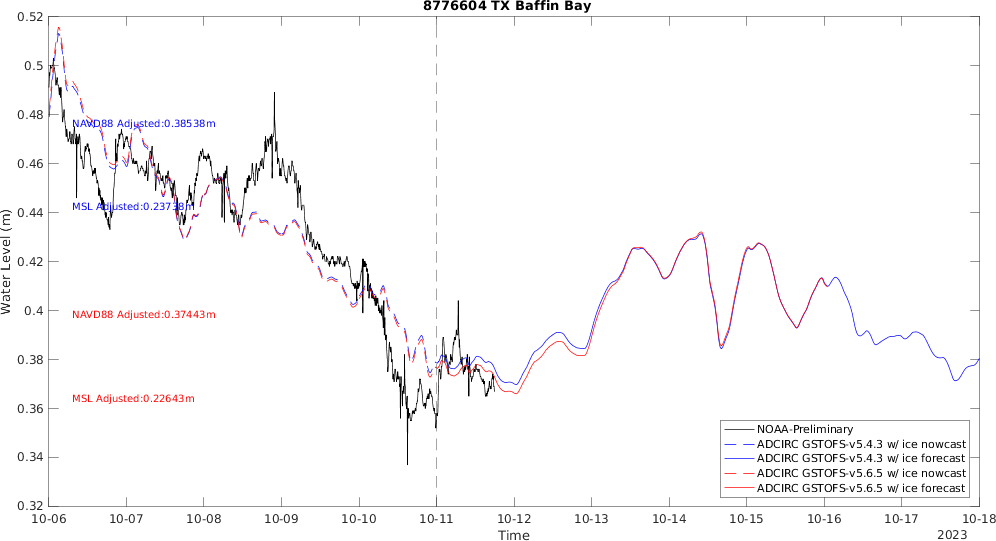 8776604 TX Baffin Bay
Water Level (m)
0.52
0.5
0.48
0.46
0.44
0.42
0.4
0.38
0.36
0.34
0.32
NAVD88 Adjusted:0.38538m
MSL Adjusted:0.23738m
NAVD88 Adjusted:0.37443m
MSL Adjusted:0.22643m
NOAA-Preliminary
ADCIRC GSTOFS-v5.4.3 w/ ice nowcast
ADCIRC GSTOFS-v5.4.3 w/ ice forecast
ADCIRC GSTOFS-v5.6.5 w/ ice nowcast
ADCIRC GSTOFS-v5.6.5 w/ ice forecast
10-06 10-07 10-08 10-09 10-10 10-11 10-12 10-13 10-14 10-15 10-16 10-17 10-18
Time
2023